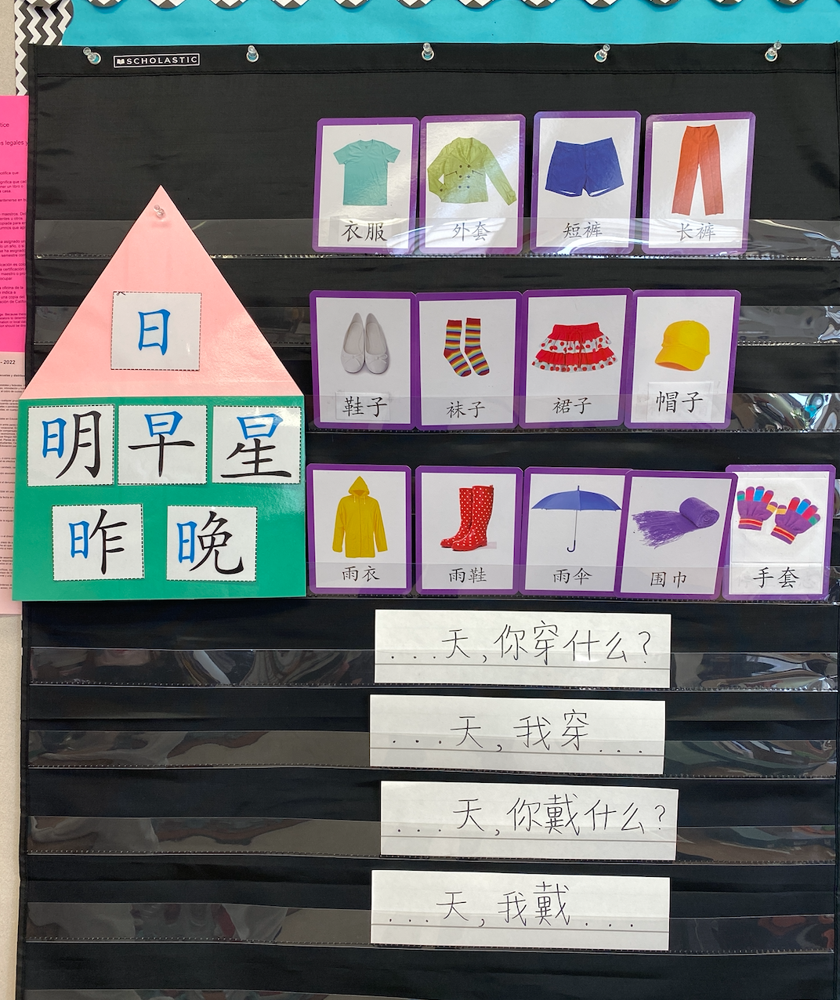 SCHOLASTIC
衣服 外套 短裤 长裤
鞋子 袜子 裙子 帽子
雨衣 雨鞋 雨伞 围巾 手套
日
明 早 星
昨 晚
...天,你穿什么?
...天,我穿...
...天,你戴什么?
...天,我戴...
- 2022